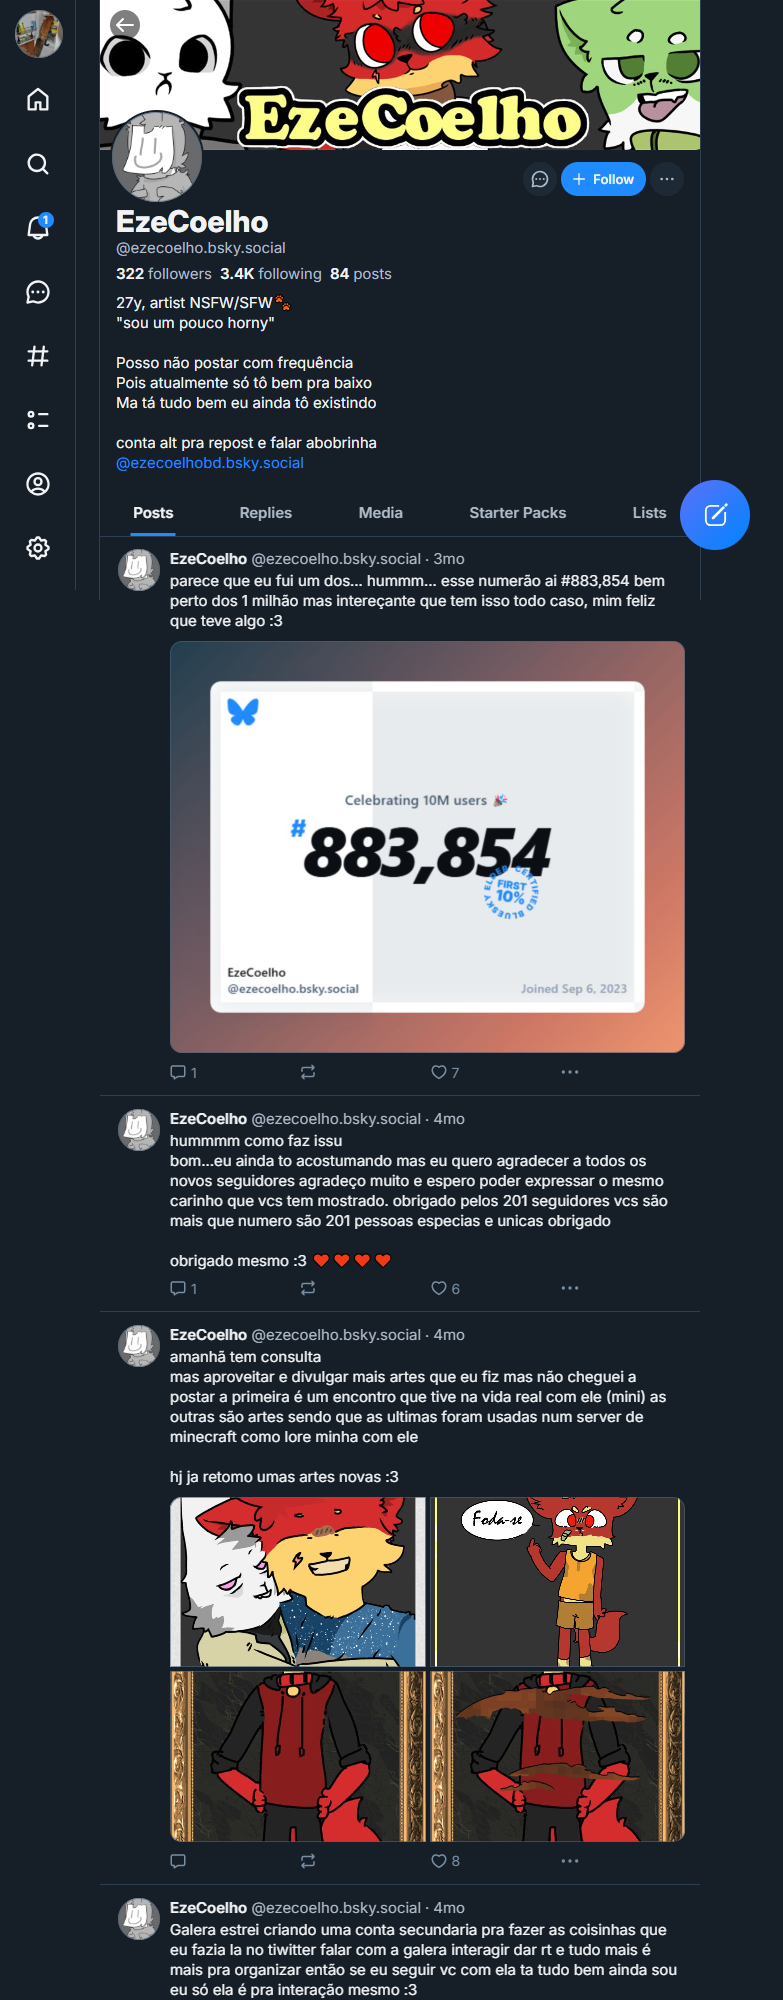 EzeCoelho
1
Follow
EzeCoelho
@ezecoelho.bsky.social
322 followers 3.4K following 84 posts
27y, artist NSFW/SFW🐾
"sou um pouco horny"
Posso não postar com frequência
Pois atualmente só tô bem pra baixo
Ma tá tudo bem eu ainda tô existindo
conta alt pra repost e falar abobrinha
@ezecoelhobd.bsky.social
Posts Replies Media Starter Packs Lists
EzeCoelho @ezecoelho.bsky.social · 3mo
parece que eu fui um dos... hummm... esse numerão ai #883,854 bem
perto dos 1 milhão mas intereçante que tem isso todo caso, mim feliz
que teve algo :3
Celebrating 10M users 🎉
#883,854
ELDER CERTIFIED BLUESKY
FIRST
10%
EzeCoelho
@ezecoelho.bsky.social
Joined Sep 6, 2023
1 7
EzeCoelho @ezecoelho.bsky.social · 4mo
hummmm como faz issu
bom...eu ainda to acostumando mas eu quero agradecer a todos os
novos seguidores agradeço muito e espero poder expressar o mesmo
carinho que vcs tem mostrado. obrigado pelos 201 seguidores vcs são
mais que numero são 201 pessoas especias e unicas obrigado
obrigado mesmo :3 ♥️♥️♥️♥️
1 6
EzeCoelho @ezecoelho.bsky.social · 4mo
amanhã tem consulta
mas aproveitar e divulgar mais artes que eu fiz mas não cheguei a
postar a primeira é um encontro que tive na vida real com ele (mini) as
outras são artes sendo que as ultimas foram usadas num server de
minecraft como lore minha com ele
hj ja retomo umas artes novas :3
Foda-se
8
EzeCoelho @ezecoelho.bsky.social · 4mo
Galera estrei criando uma conta secundaria pra fazer as coisinhas que
eu fazia la no tiwitter falar com a galera interagir dar rt e tudo mais é
mais pra organizar então se eu seguir vc com ela ta tudo bem ainda sou
eu só ela é pra interação mesmo :3